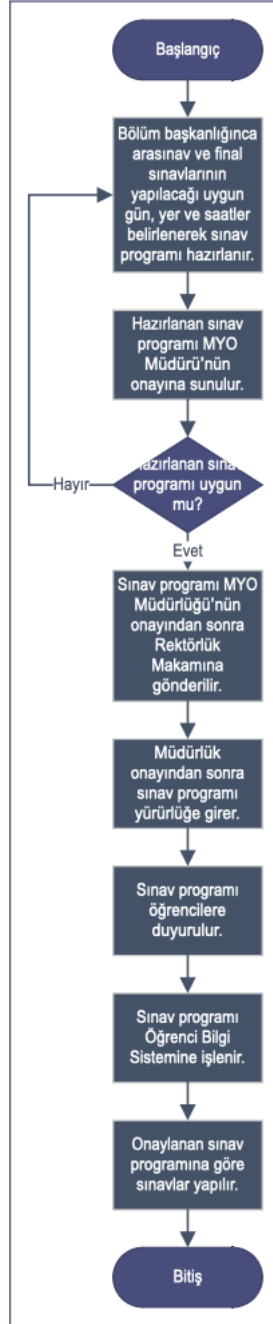 Başlangıç
Bölüm başkanlığınca
arasınav ve final
sınavlarının
yapılacağı uygun
gün, yer ve saatler
belirlenerek sınav
programı hazırlanır.
Hazırlanan sınav
programı MYO
Müdürü'nün
onayına sunulur.
Hazırlanan sınav
programı uygun
mu?
Hayır
Evet
Sınav programı MYO
Müdürlüğü'nün
onayından sonra
Rektörlük
Makamına
gönderilir.
Müdürlük
onayından sonra
sınav programı
yürürlüğe girer.
Sınav programı
öğrencilere
duyurulur.
Sınav programı
Öğrenci Bilgi
Sistemine işlenir.
Onaylanan sınav
programına göre
sınavlar yapılır.
Bitiş